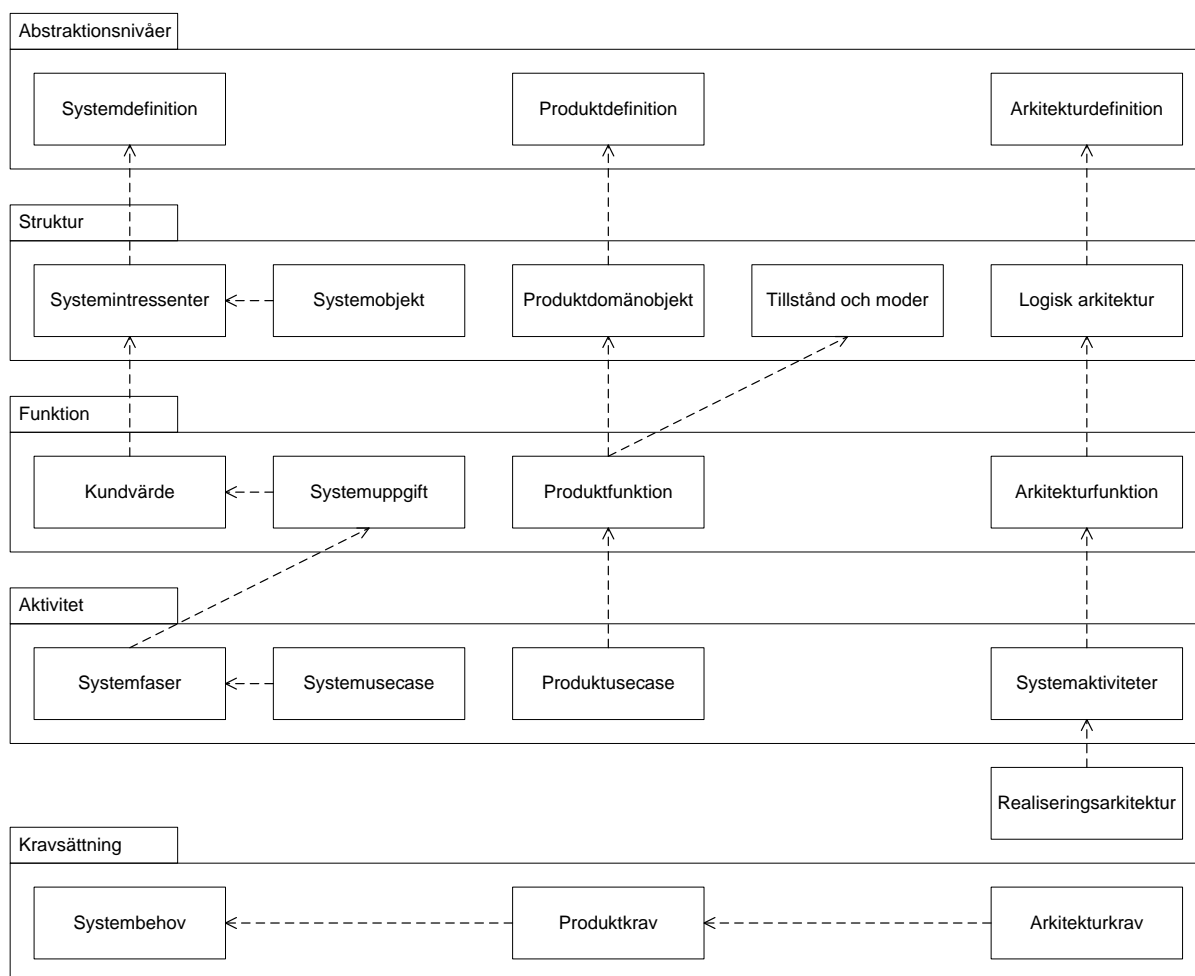 Abstraktionsnivåer
Systemdefinition
Produktdefinition
Arkitekturdefinition
Struktur
Systemintressenter
Systemobjekt
Produktdomänobjekt
Tillstånd och moder
Logisk arkitektur
Funktion
Kundvärde
Systemuppgift
Produktfunktion
Arkitekturfunktion
Aktivitet
Systemfaser
Systemusecase
Produktusecase
Systemaktiviteter
Realiseringsarkitektur
Kravsättning
Systembehov
Produktkrav
Arkitekturkrav